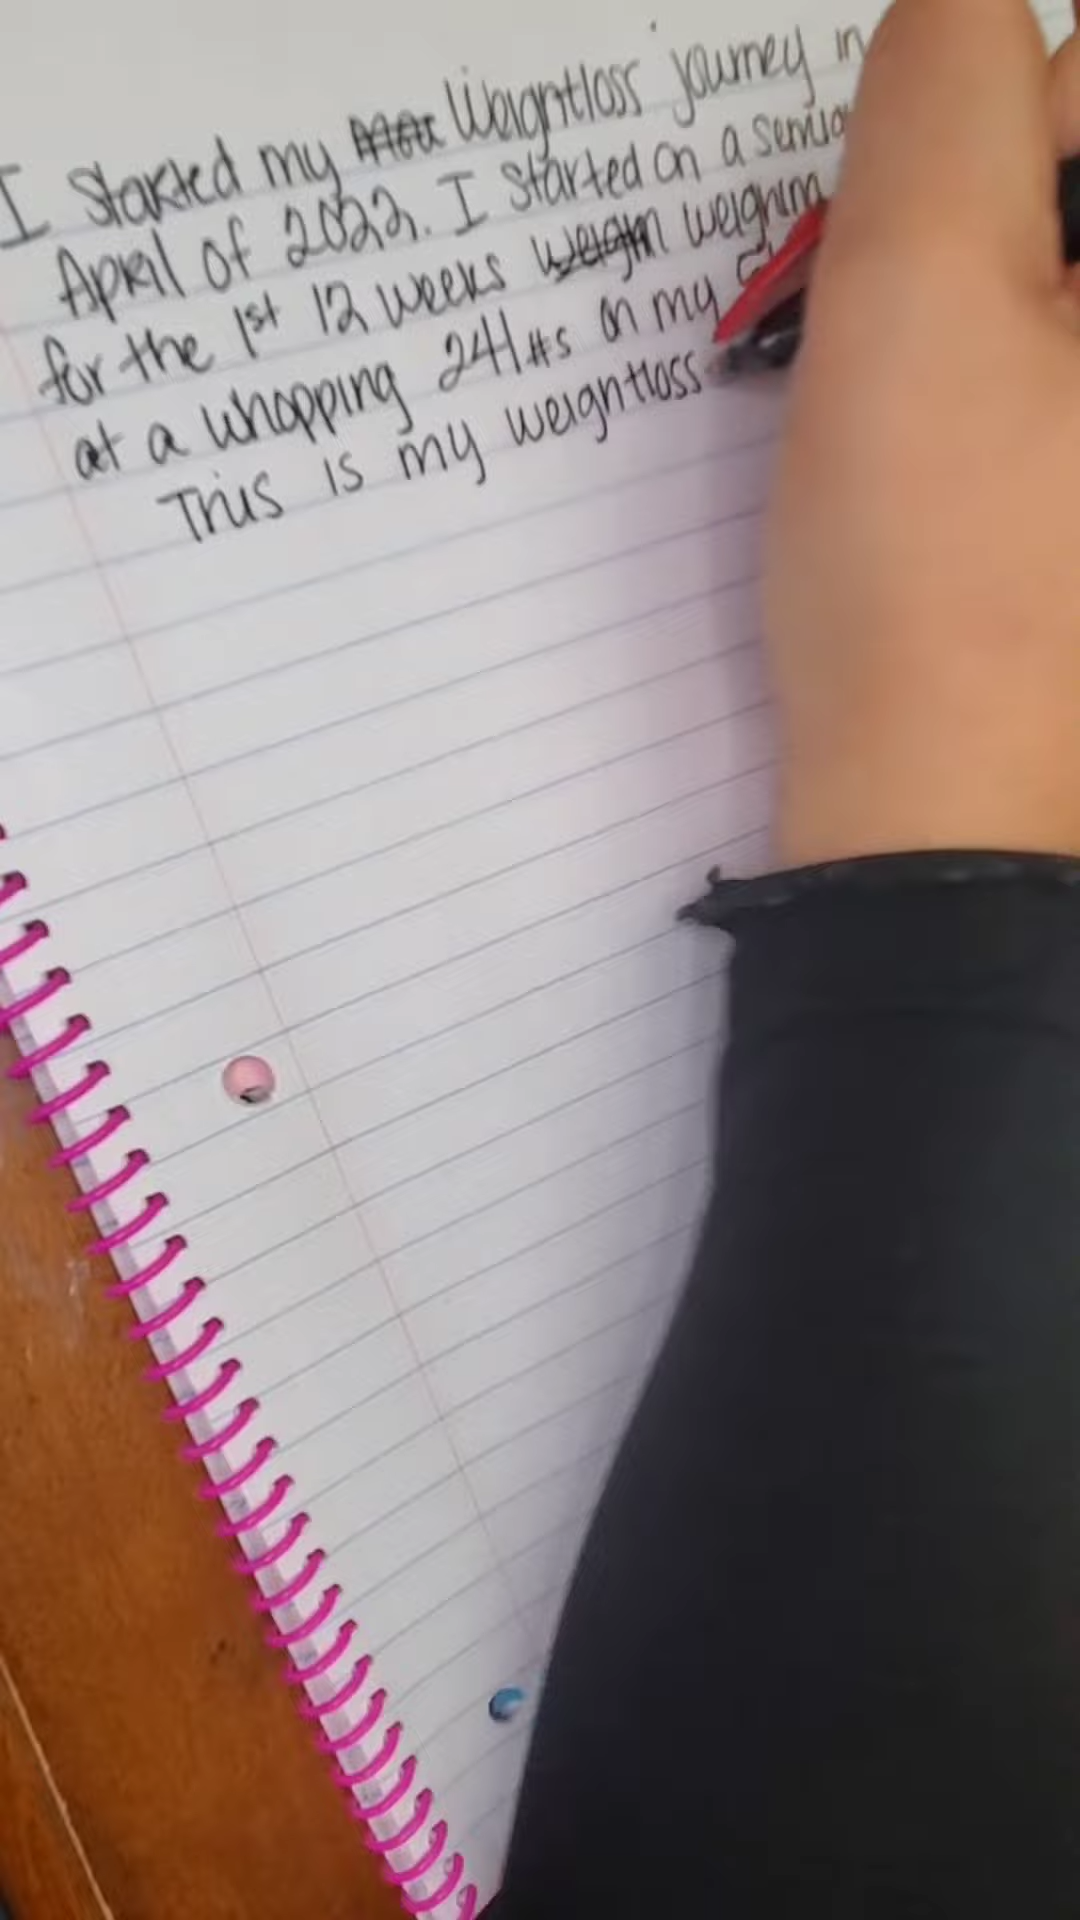 I started my Weightloss journey in
April of 2022. I started on a
for the 1st 12 weeks weighing
at a whopping 241#s on my
This is my weightloss